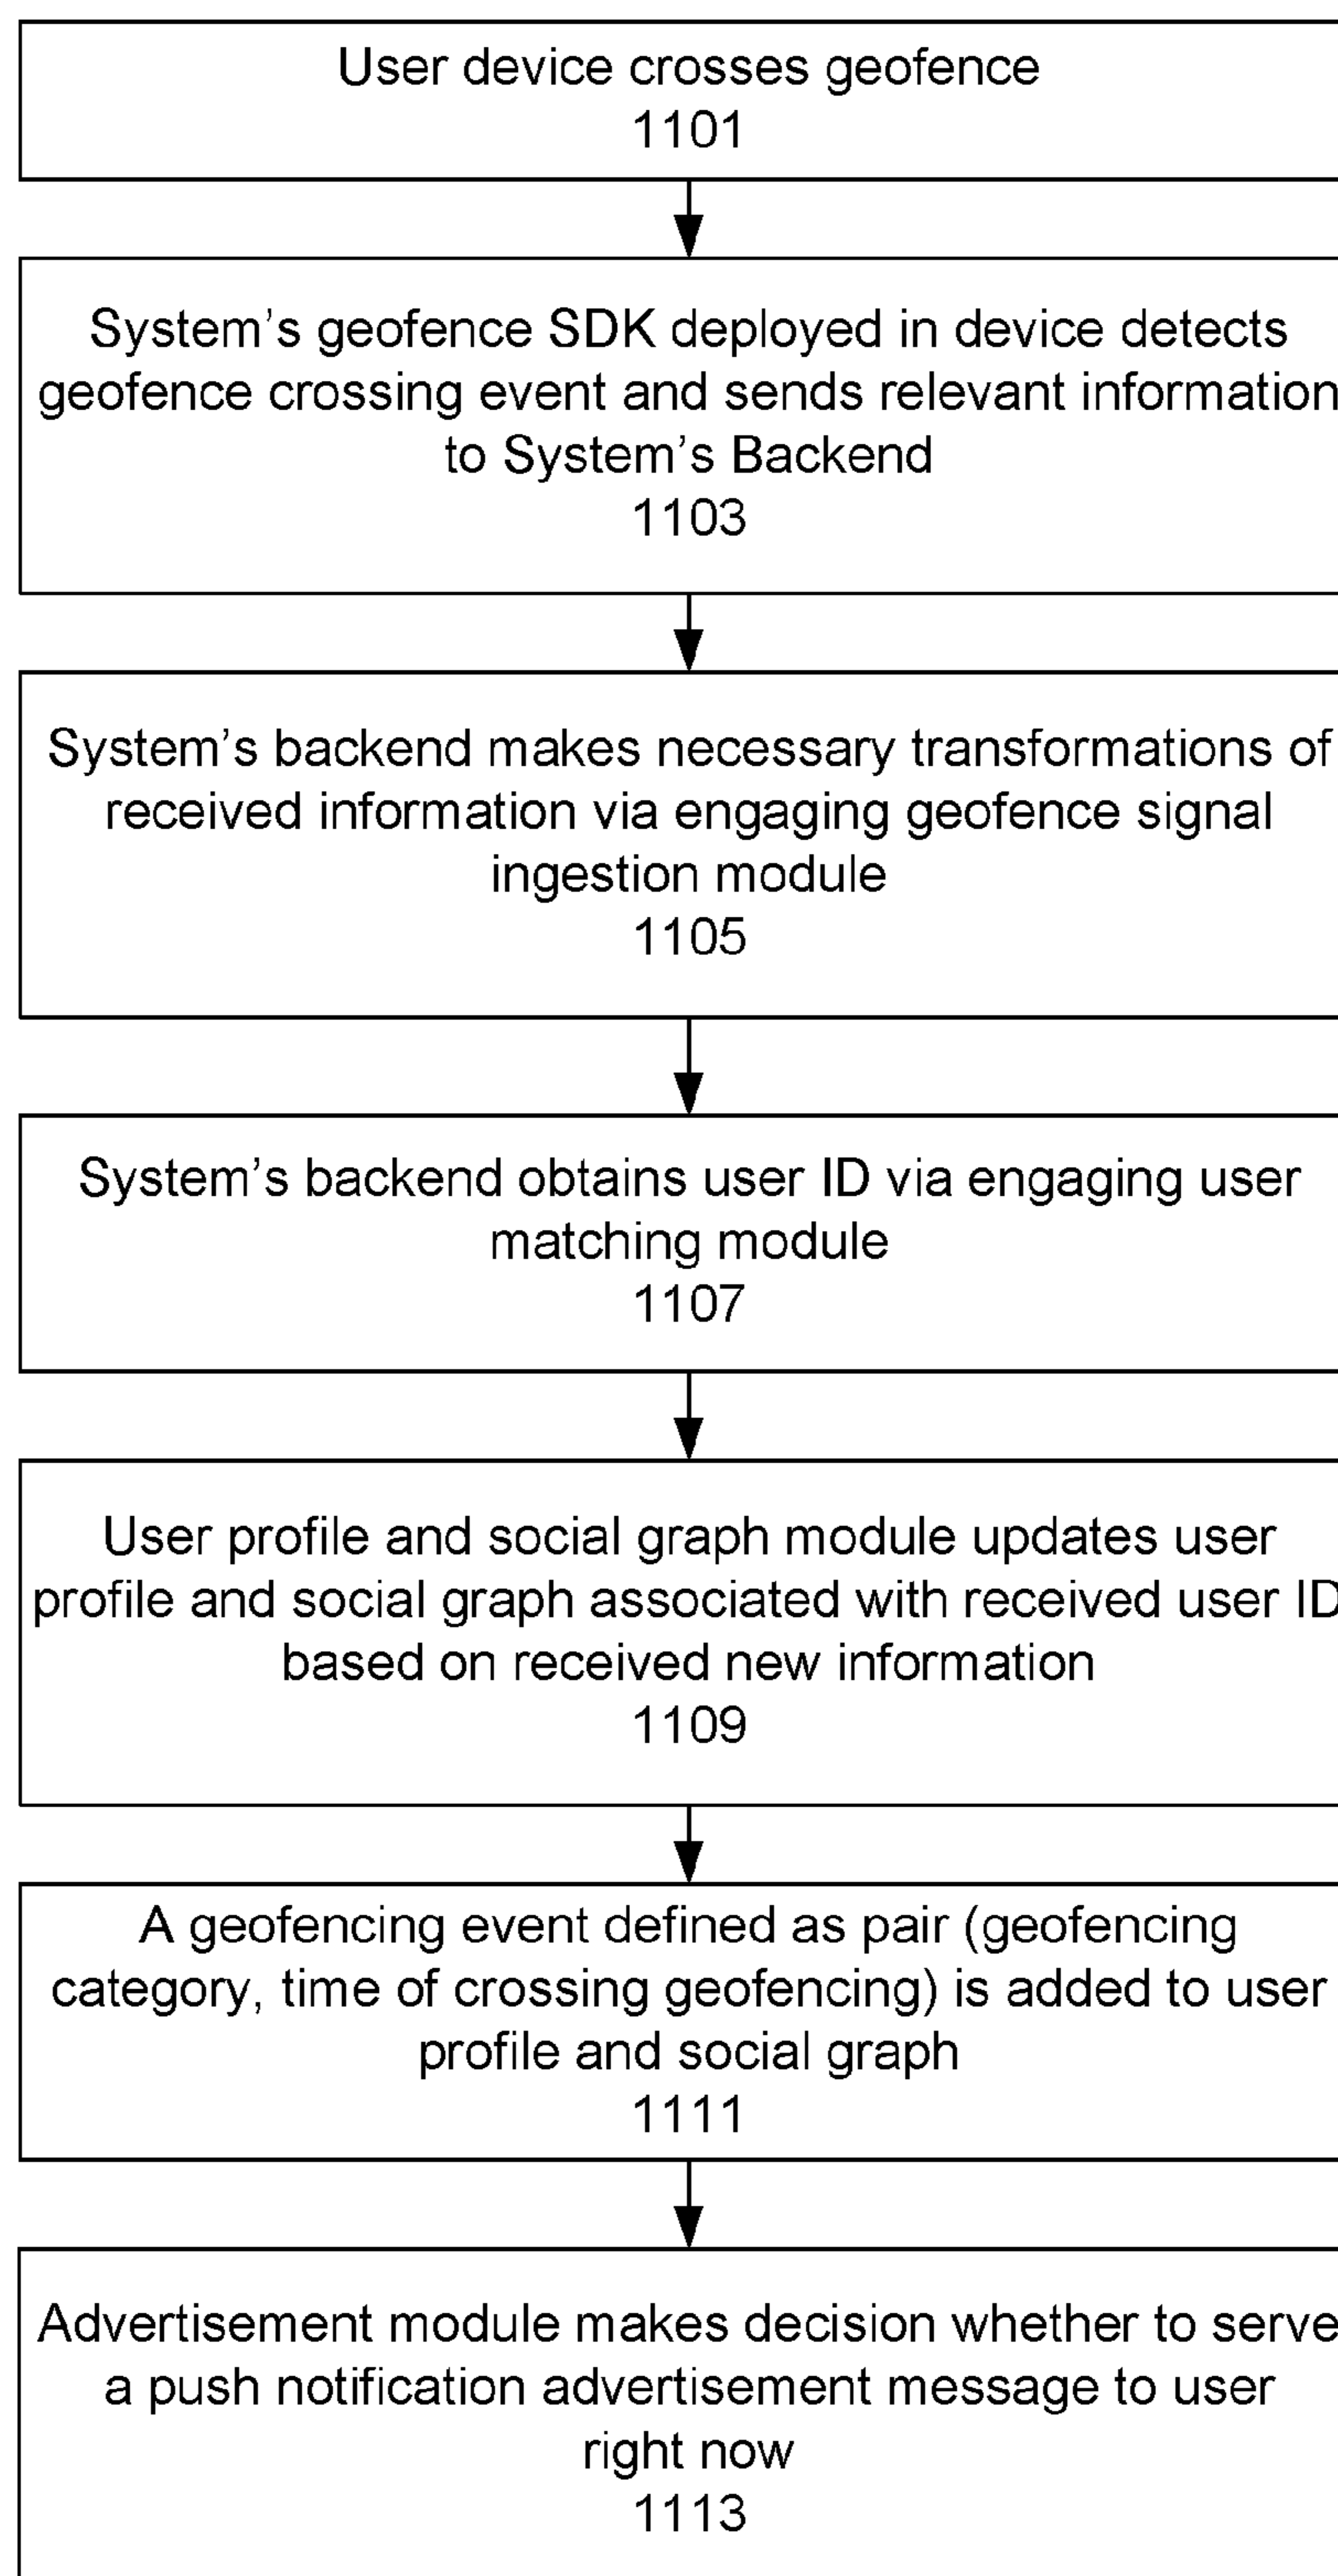 User device crosses geofence
1101
System's geofence SDK deployed in device detects
geofence crossing event and sends relevant information
to System's Backend
1103
System's backend makes necessary transformations of
received information via engaging geofence signal
ingestion module
1105
System's backend obtains user ID via engaging user
matching module
1107
User profile and social graph module updates user
profile and social graph associated with received user ID
based on received new information
1109
A geofencing event defined as pair (geofencing
category, time of crossing geofencing) is added to user
profile and social graph
1111
Advertisement module makes decision whether to serve
a push notification advertisement message to user
right now
1113